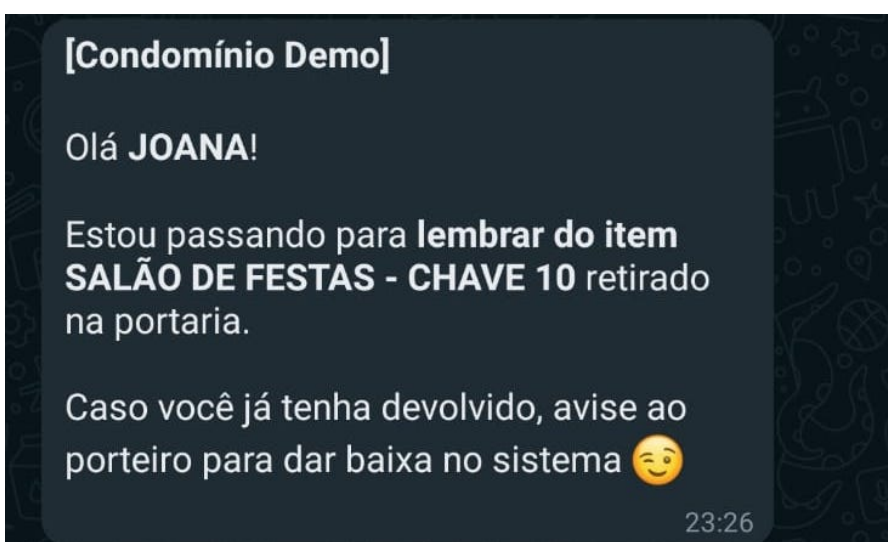 [Condomínio Demo]
Olá JOANA!
Estou passando para lembrar do item
SALÃO DE FESTAS - CHAVE 10 retirado
na portaria.
Caso você já tenha devolvido, avise ao
porteiro para dar baixa no sistema 😉
23:26